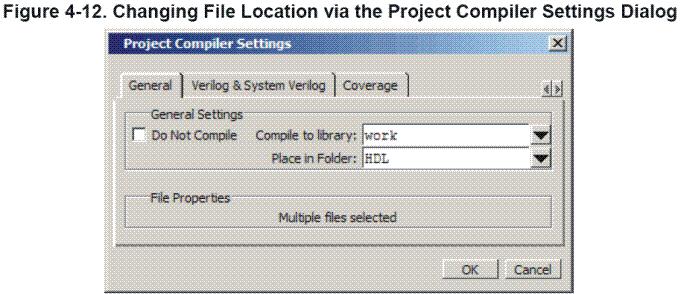 Figure 4-12. Changing File Location via the Project Compiler Settings Dialog
Project Compiler Settings
General Verilog & System Verilog Coverage
General Settings
Do Not Compile Compile to library: work
Place in Folder: HDL
File Properties
Multiple files selected
OK Cancel